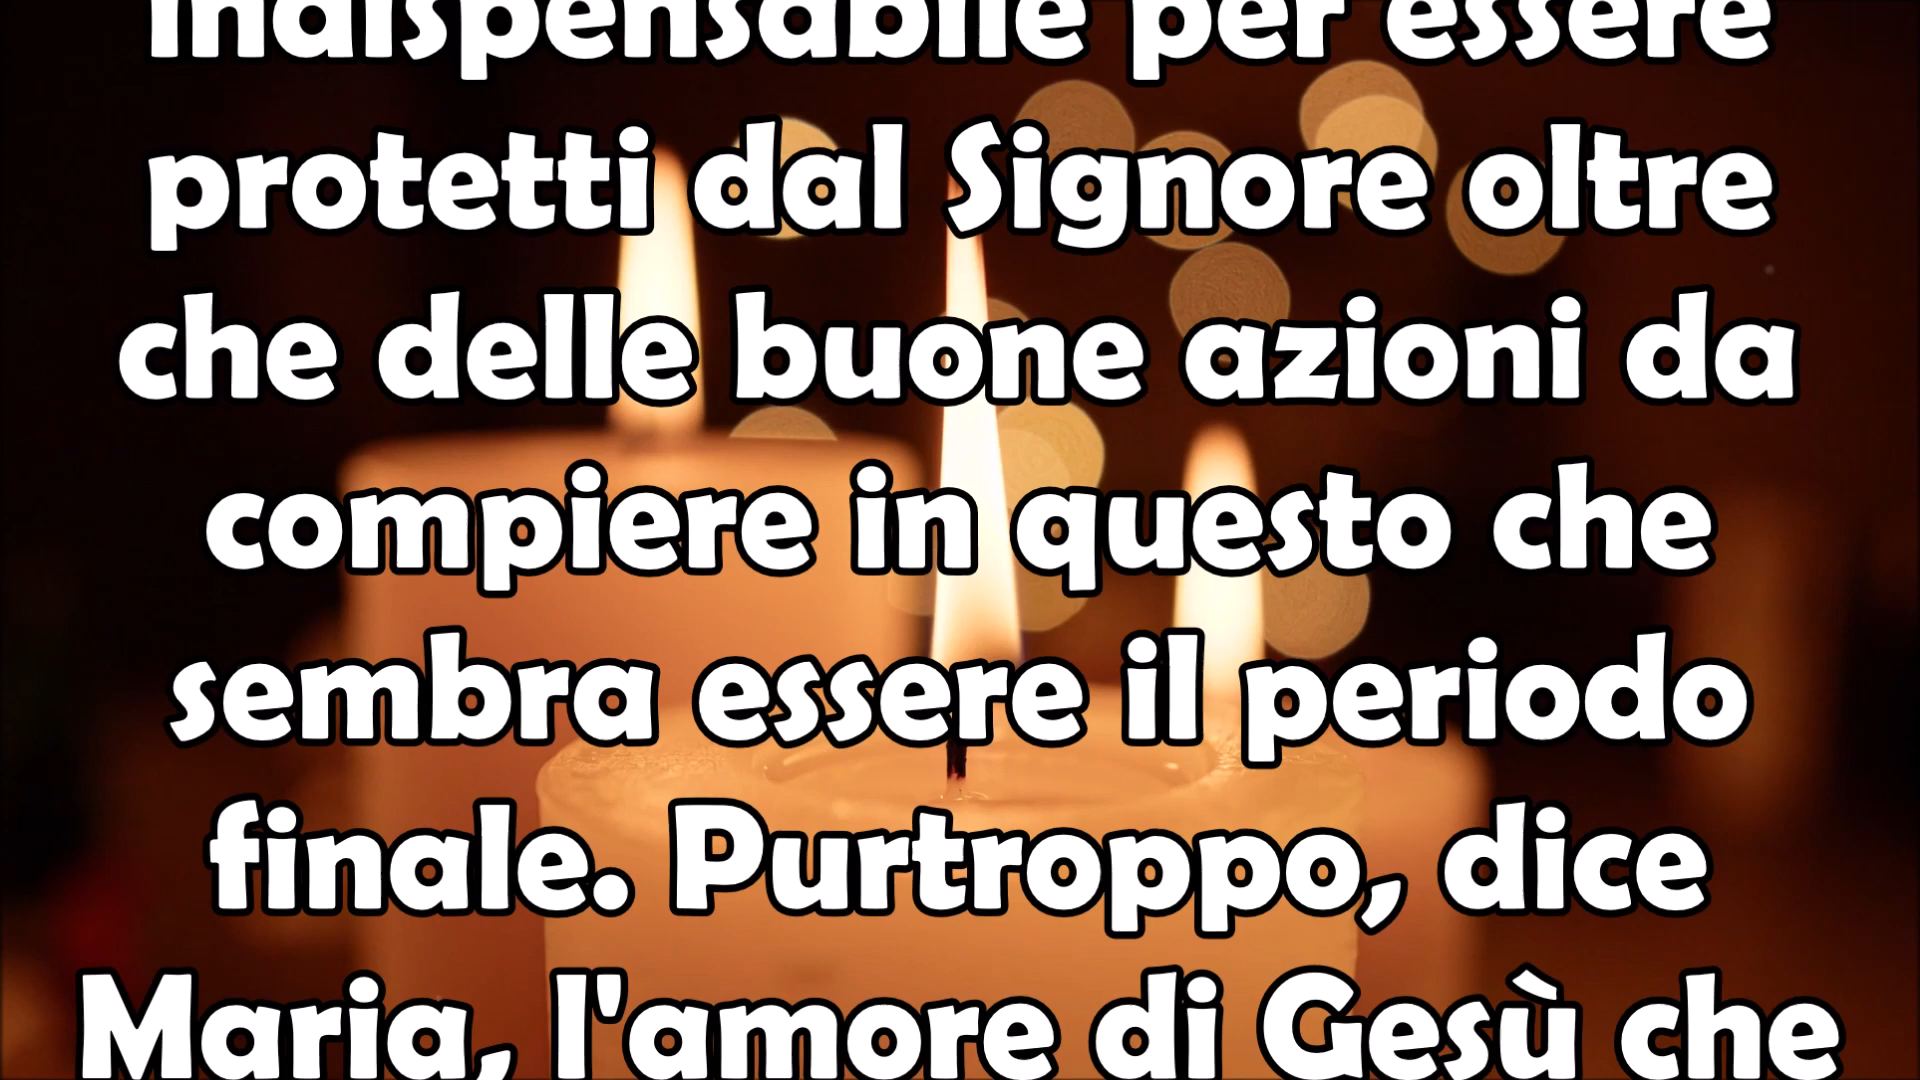 indispensabile per essere
protetti dal Signore oltre
che delle buone azioni da
compiere in questo che
sembra essere il periodo
finale. Purtroppo, dice
Maria, l'amore di Gesù che